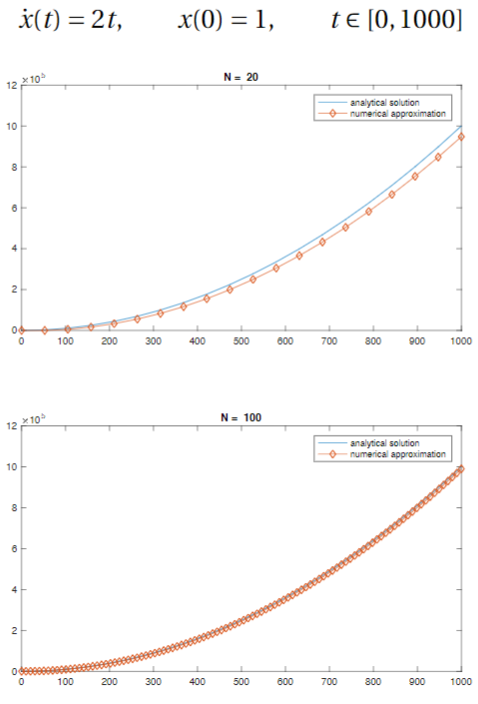 ẋ(t) = 2t, x(0) = 1, t ∈ [0, 1000]
N = 20
12 ×10⁵
analytical solution
numerical approximation
10
8
6
4
2
0
0 100 200 300 400 500 600 700 800 900 1000
N = 100
12 ×10⁵
analytical solution
numerical approximation
10
8
6
4
2
0
0 100 200 300 400 500 600 700 800 900 1000